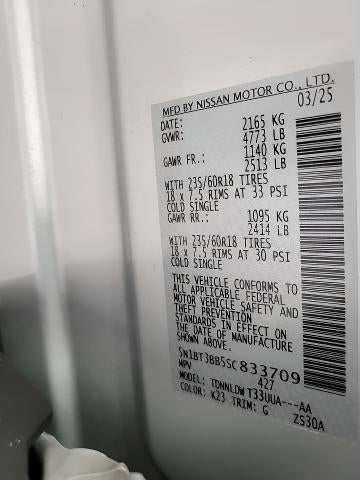 MFD BY NISSAN MOTOR CO., LTD.
DATE: 03/25
GVWR: 2165 KG
4773 LB
GAWR FR.: 1140 KG
2513 LB
WITH 235/60R18 TIRES
18 x 7.5 RIMS AT 33 PSI
COLD SINGLE
GAWR RR.: 1095 KG
2414 LB
WITH 235/60R18 TIRES
18 x 7.5 RIMS AT 30 PSI
COLD SINGLE
THIS VEHICLE CONFORMS TO
ALL APPLICABLE FEDERAL
MOTOR VEHICLE SAFETY AND
THEFT PREVENTION
STANDARDS IN EFFECT ON
THE DATE OF MANUFACTURE
SHOWN ABOVE.
5N1BT3BB5SC833709
MPV 427
MODEL: TDNNLDW T33UUA---AA
COLOR: K23 TRIM: G ZS30A